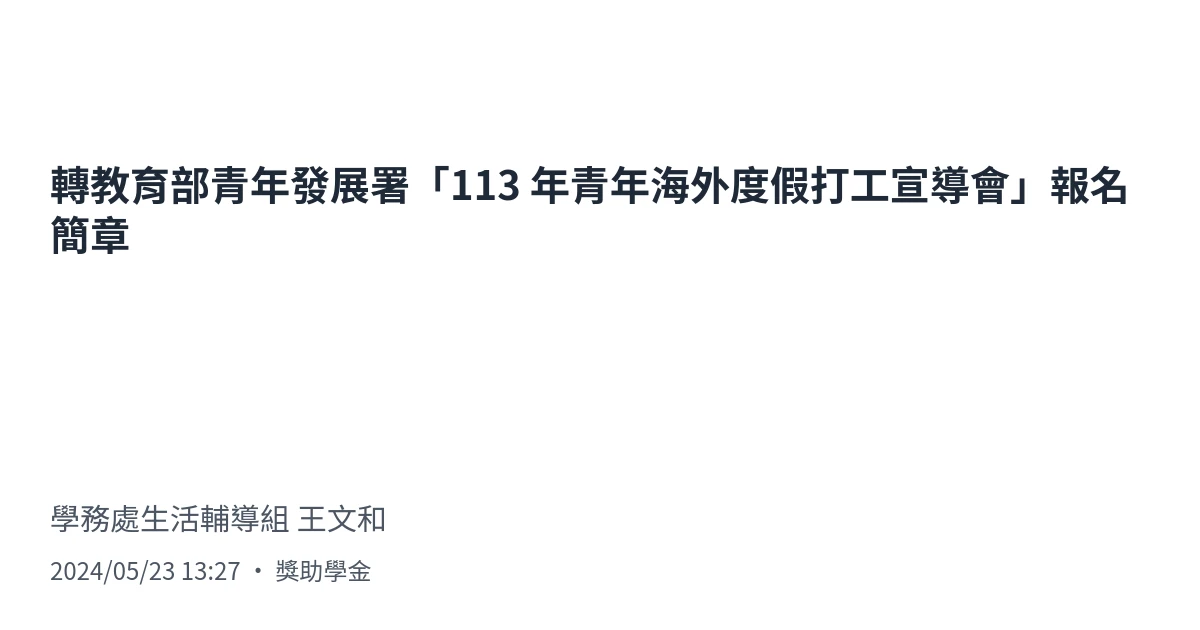 轉教育部青年發展署「113 年青年海外度假打工宣導會」報名
簡章
學務處生活輔導組 王文和
2024/05/23 13:27 • 獎助學金